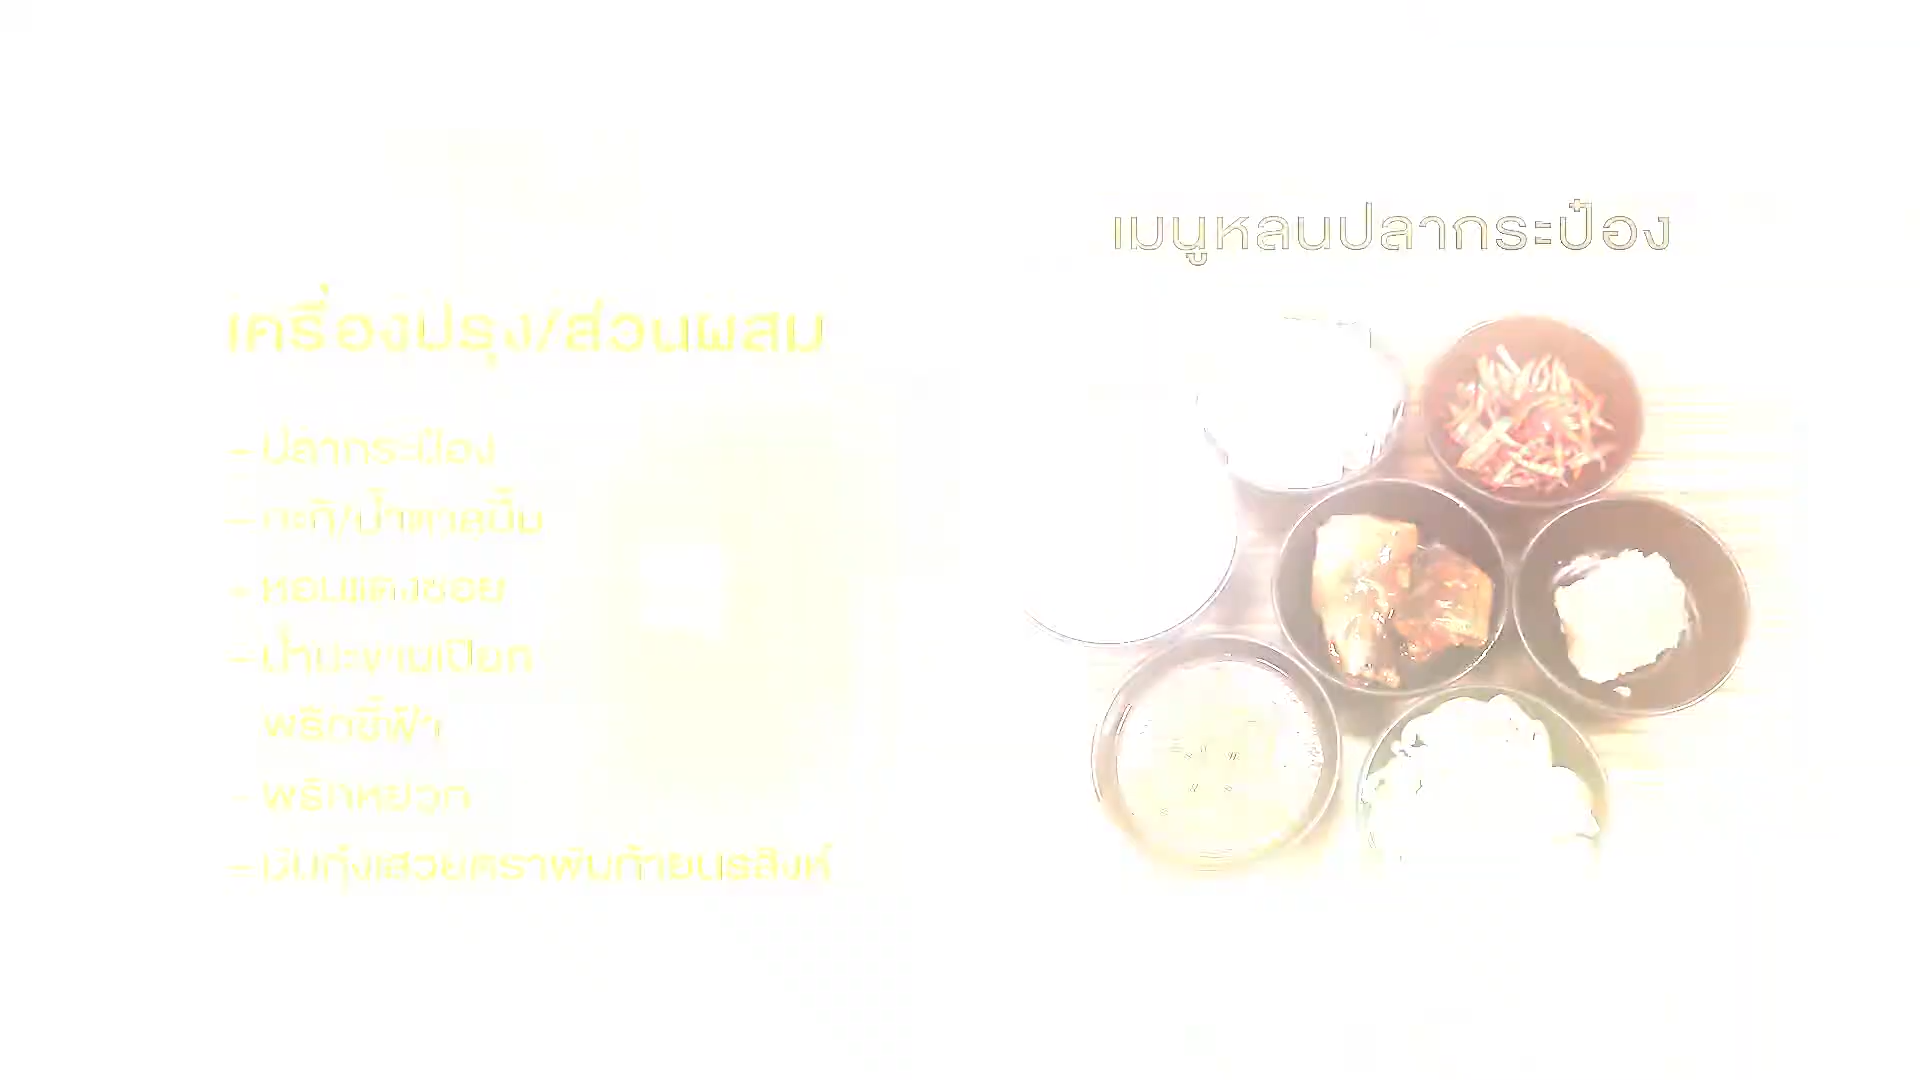 เมนูหลนปลากระป๋อง
เครื่องปรุง/ส่วนผสม
– ปลากระป๋อง
– กะทิ/น้ำตาลปี๊บ
– หอมแดงซอย
– น้ำมะขามเปียก
พริกชี้ฟ้า
– พริกหยวก
– มันกุ้งเสวยตราพันท้ายนรสิงห์